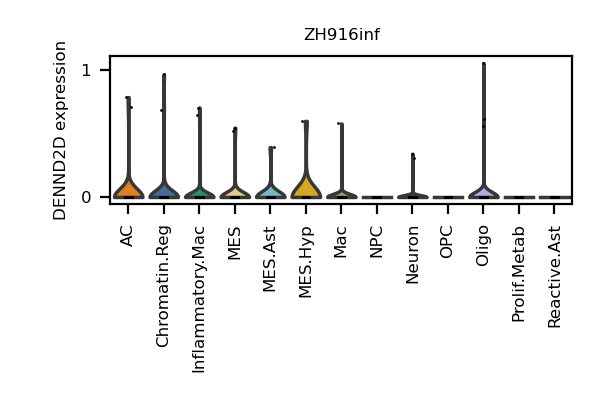 ZH916inf
DENND2D expression
1
0
AC
Chromatin.Reg
Inflammatory.Mac
MES
MES.Ast
MES.Hyp
Mac
NPC
Neuron
OPC
Oligo
Prolif.Metab
Reactive.Ast